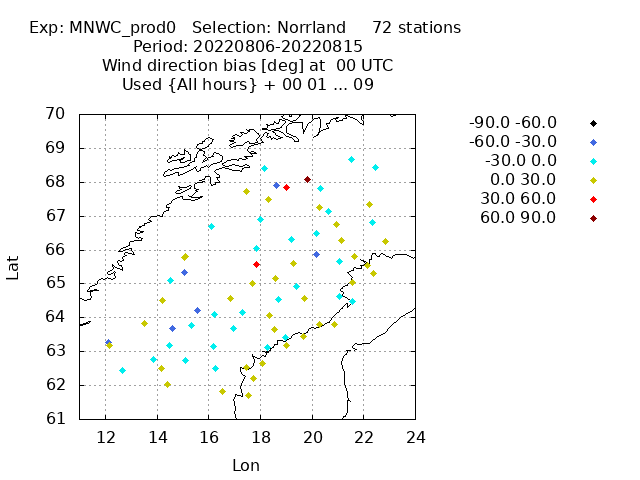 Exp: MNWC_prod0   Selection: Norrland     72 stations
Period: 20220806-20220815
Wind direction bias [deg] at  00 UTC
Used {All hours} + 00 01 ... 09
-90.0 -60.0
-60.0 -30.0
-30.0 0.0
0.0 30.0
30.0 60.0
60.0 90.0
70
69
68
67
66
65
64
63
62
61
Lat
12 14 16 18 20 22 24
Lon